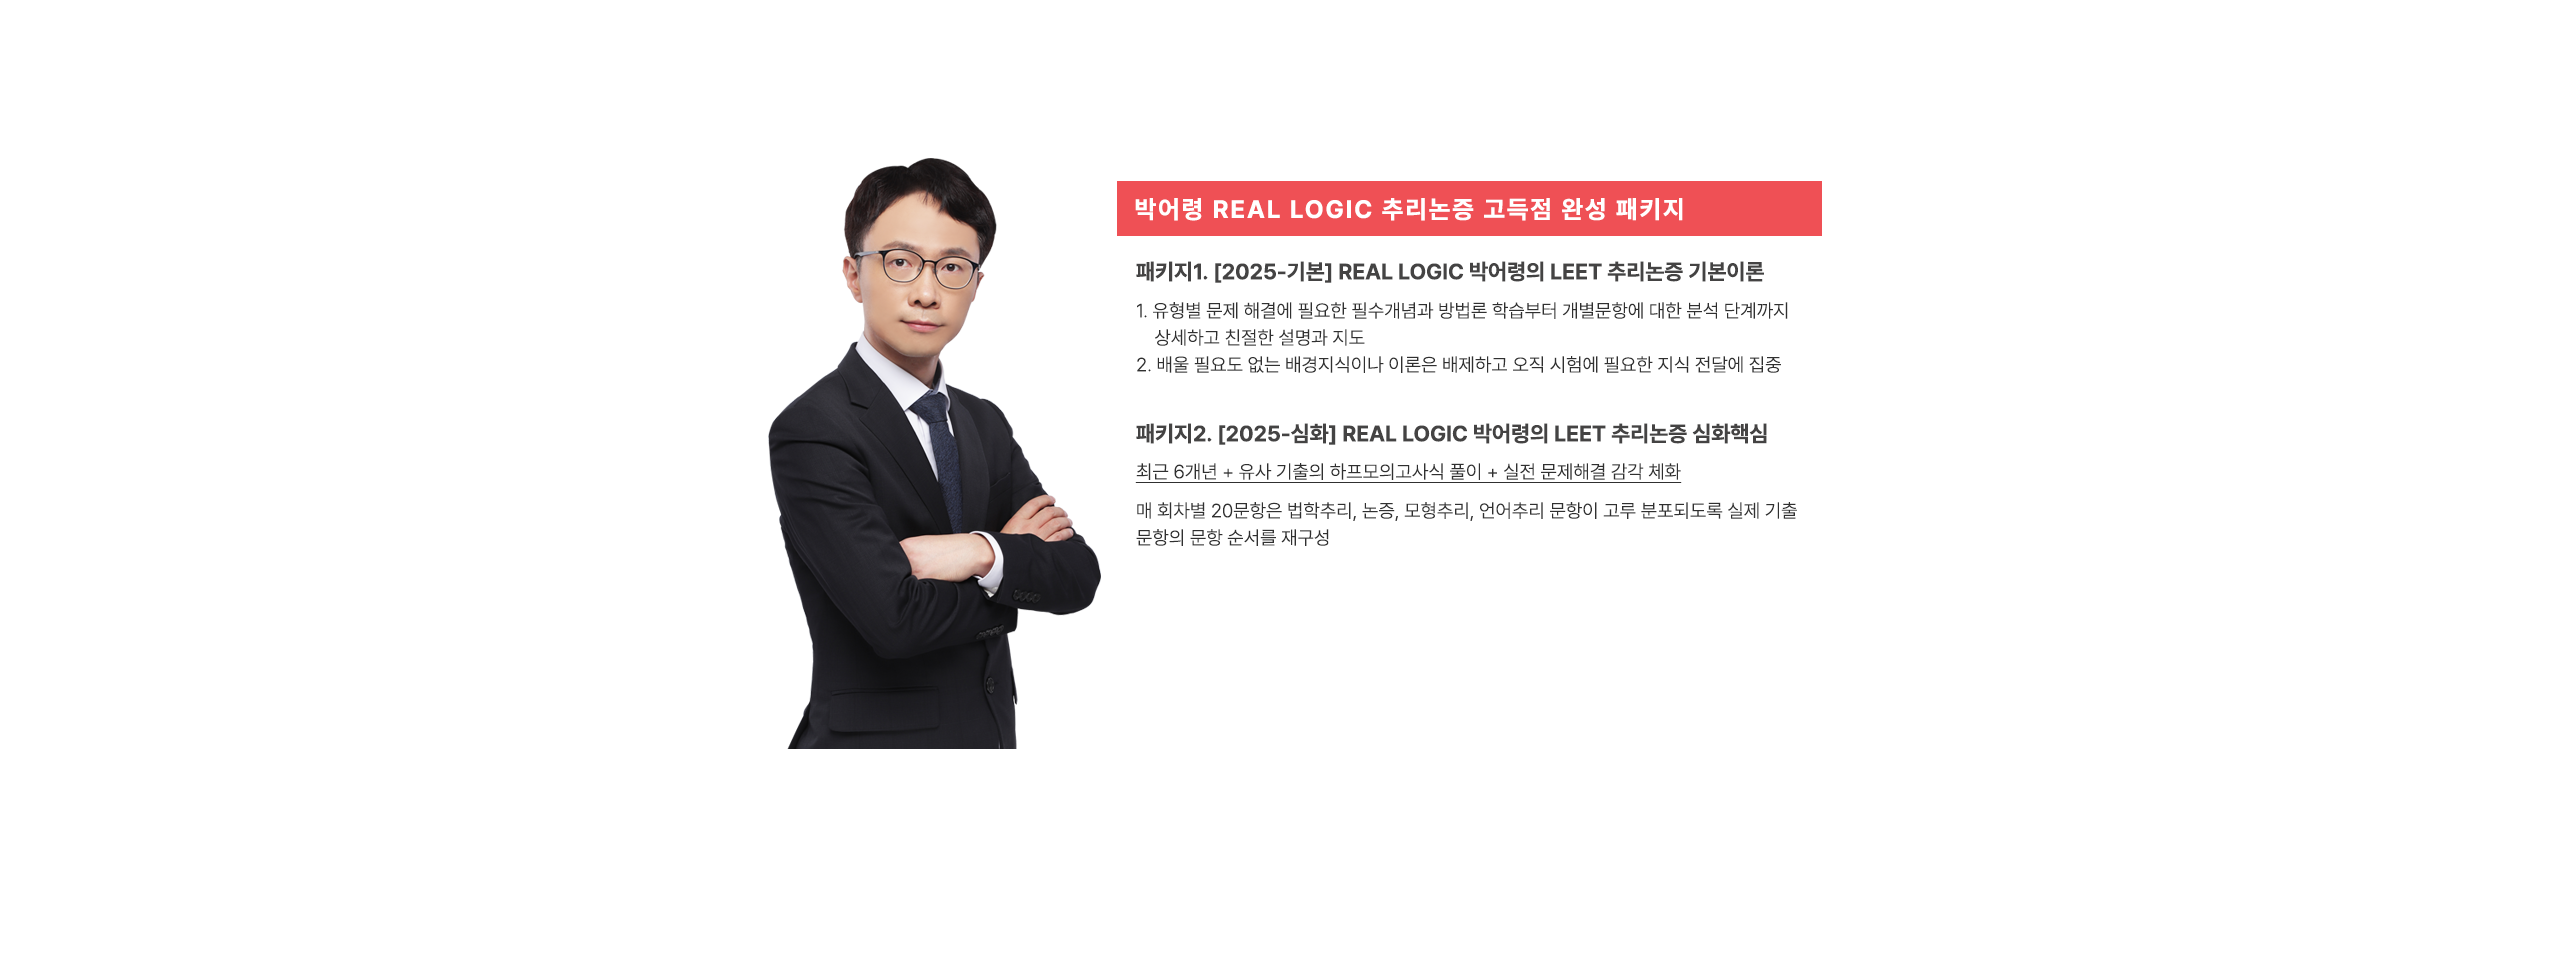 박어령 REAL LOGIC 추리논증 고득점 완성 패키지
패키지1. [2025-기본] REAL LOGIC 박어령의 LEET 추리논증 기본이론
1. 유형별 문제 해결에 필요한 필수개념과 방법론 학습부터 개별문항에 대한 분석 단계까지
상세하고 친절한 설명과 지도
2. 배울 필요도 없는 배경지식이나 이론은 배제하고 오직 시험에 필요한 지식 전달에 집중
패키지2. [2025-심화] REAL LOGIC 박어령의 LEET 추리논증 심화핵심
최근 6개년 + 유사 기출의 하프모의고사식 풀이 + 실전 문제해결 감각 체화
매 회차별 20문항은 법학추리, 논증, 모형추리, 언어추리 문항이 고루 분포되도록 실제 기출
문항의 문항 순서를 재구성